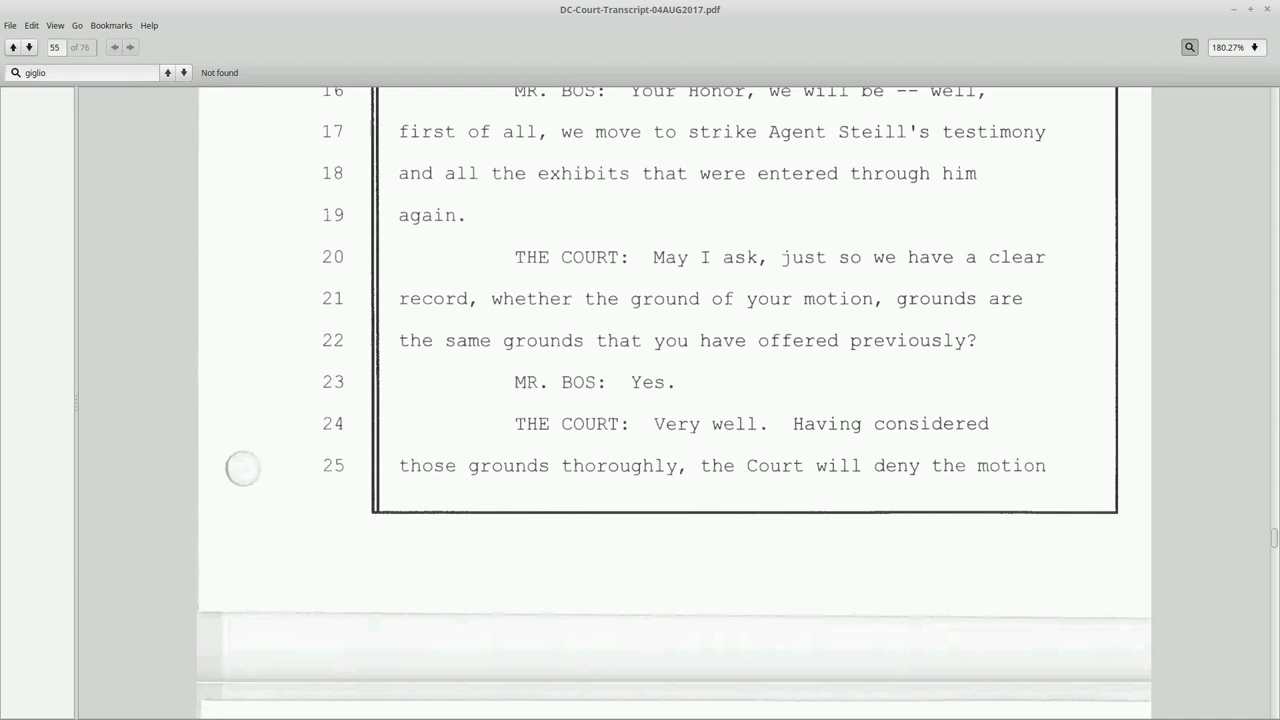 DC-Court-Transcript-04AUG2017.pdf
File Edit View Go Bookmarks Help
55 of 76 180.27%
giglio Not found
16 MR. BOS: Your Honor, we will be -- well,
17 first of all, we move to strike Agent Steill's testimony
18 and all the exhibits that were entered through him
19 again.
20 THE COURT: May I ask, just so we have a clear
21 record, whether the ground of your motion, grounds are
22 the same grounds that you have offered previously?
23 MR. BOS: Yes.
24 THE COURT: Very well. Having considered
25 those grounds thoroughly, the Court will deny the motion